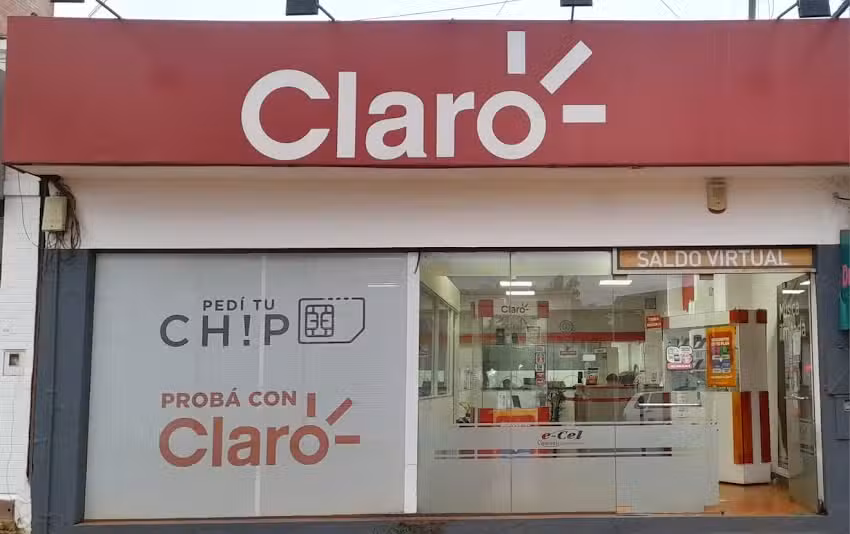 Claro
SALDO VIRTUAL
PEDÍ TU
CH!P
Claro
PROBÁ CON
Claro
e-Cel